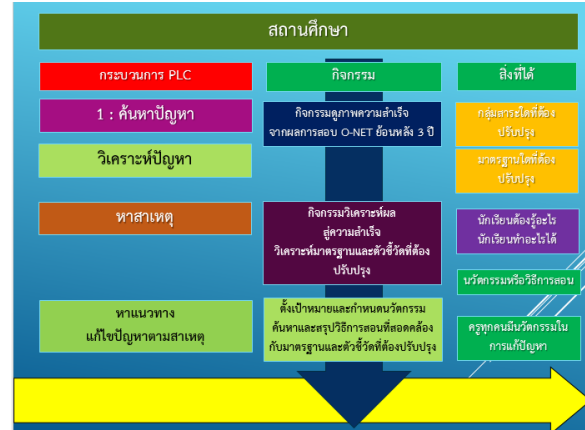 สถานศึกษา
กระบวนการ PLC
กิจกรรม
สิ่งที่ได้
1 : ค้นหาปัญหา
กิจกรรมดูภาพความสำเร็จ
จากผลการสอบ O-NET ย้อนหลัง 3 ปี
กลุ่มสาระใดที่ต้อง
ปรับปรุง
วิเคราะห์ปัญหา
มาตรฐานใดที่ต้อง
ปรับปรุง
หาสาเหตุ
กิจกรรมวิเคราะห์ผล
สู่ความสำเร็จ
วิเคราะห์มาตรฐานและตัวชี้วัดที่ต้อง
ปรับปรุง
นักเรียนต้องรู้อะไร
นักเรียนทำอะไรได้
นวัตกรรมหรือวิธีการสอน
หาแนวทาง
แก้ไขปัญหาตามสาเหตุ
ตั้งเป้าหมายและกำหนดนวัตกรรม
ค้นหาและสรุปวิธีการสอนที่สอดคล้อง
กับมาตรฐานและตัวชี้วัดที่ต้องปรับปรุง
ครูทุกคนมีนวัตกรรมใน
การแก้ปัญหา